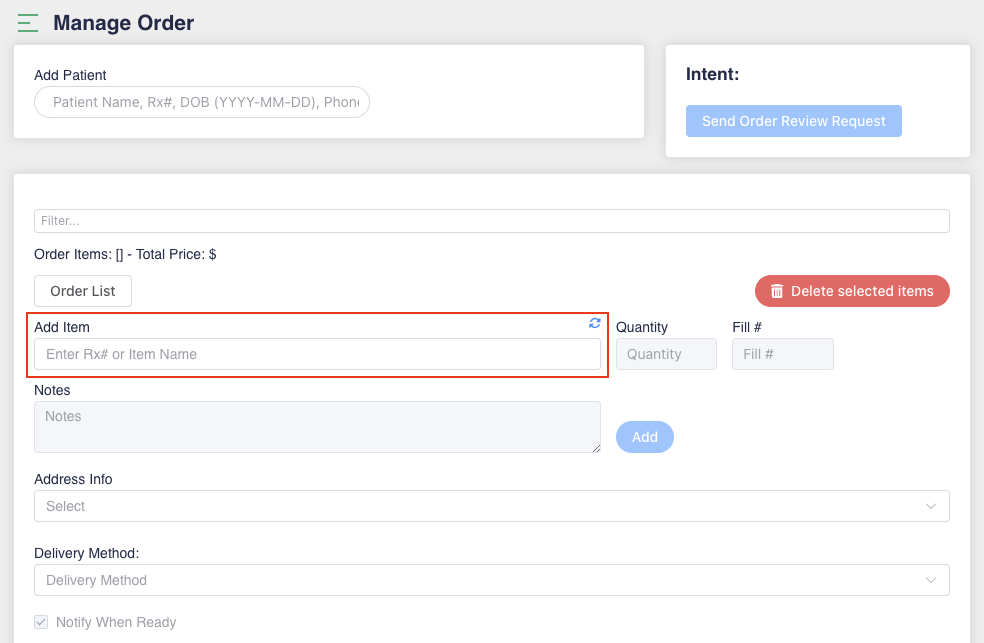 Manage Order
Add Patient
Patient Name, Rx#, DOB (YYYY-MM-DD), Phon
Intent:
Send Order Review Request
Filter...
Order Items: [] - Total Price: $
Order List
Delete selected items
Add Item
Quantity
Fill #
Enter Rx# or Item Name
Quantity
Fill #
Notes
Notes
Add
Address Info
Select
Delivery Method:
Delivery Method
Notify When Ready